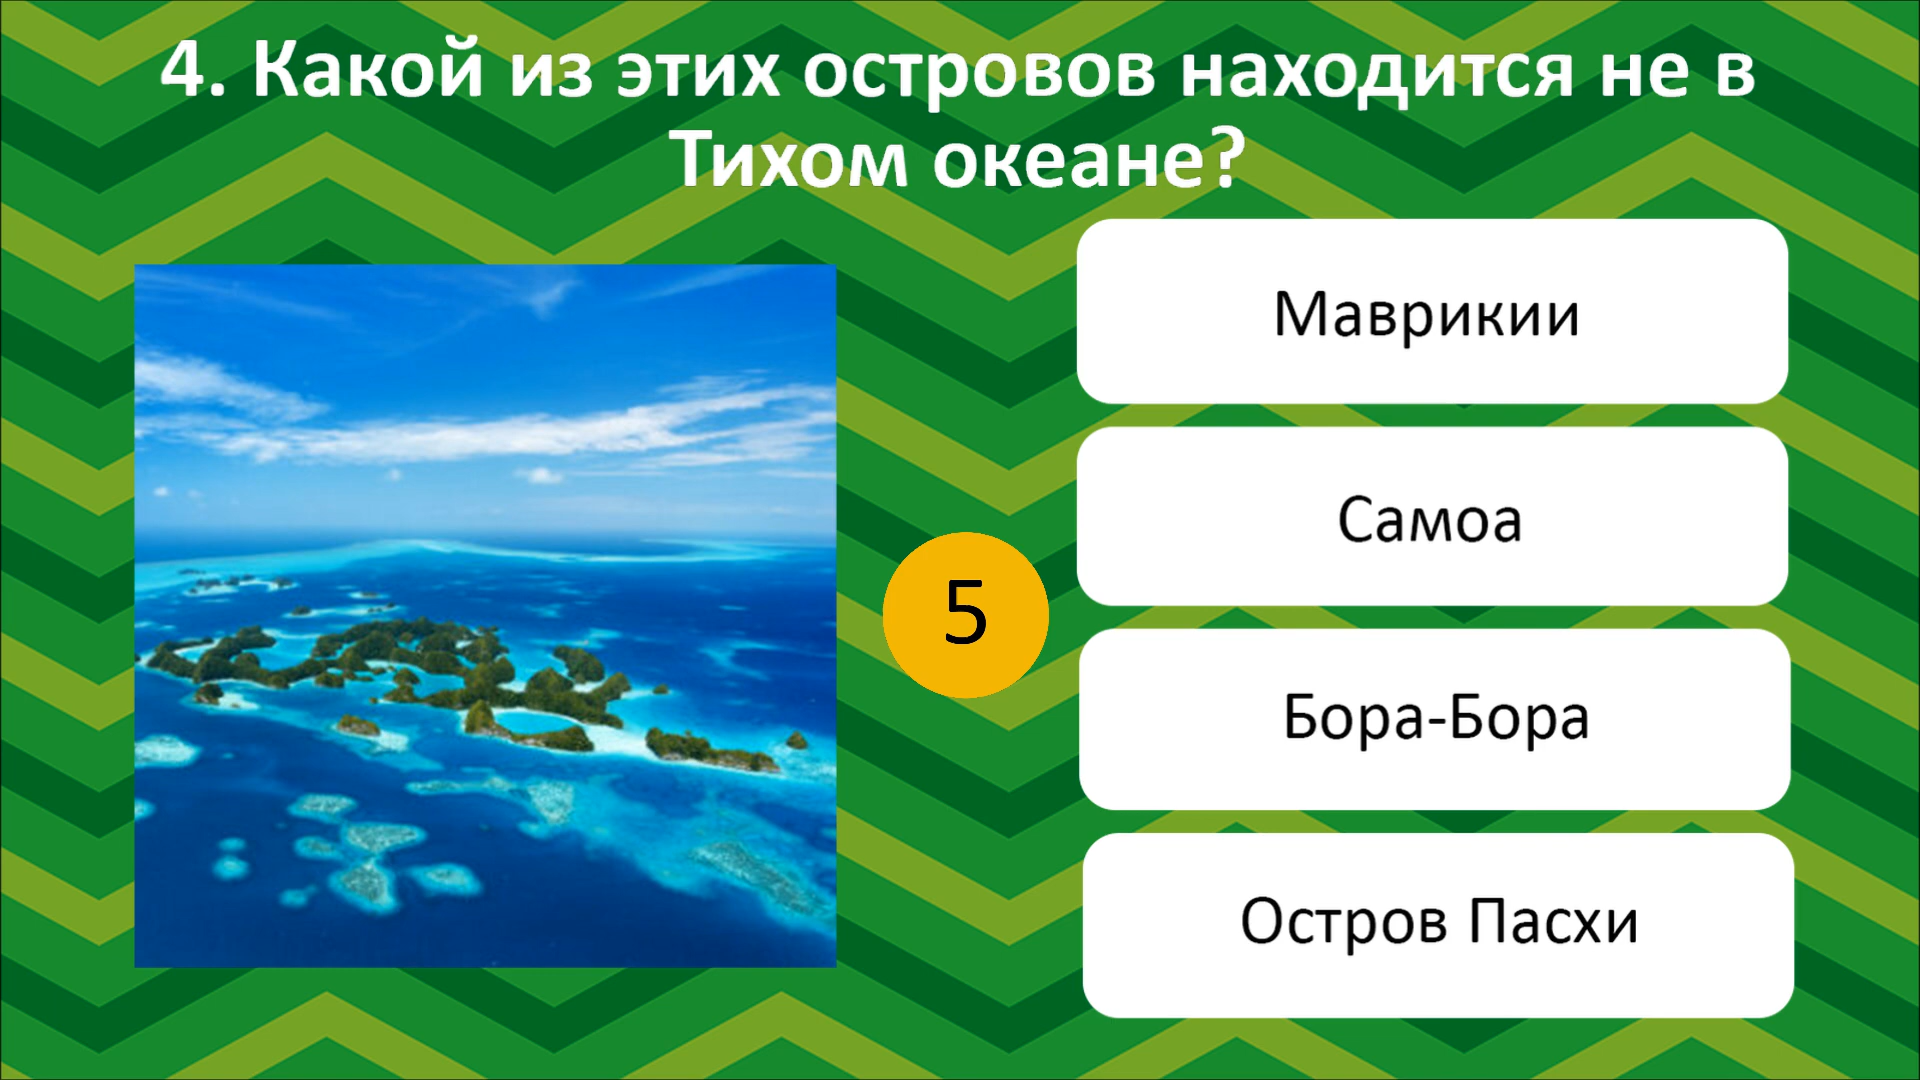 4. Какой из этих островов находится не в
Тихом океане?
Маврикии
Самоа
5
Бора-Бора
Остров Пасхи